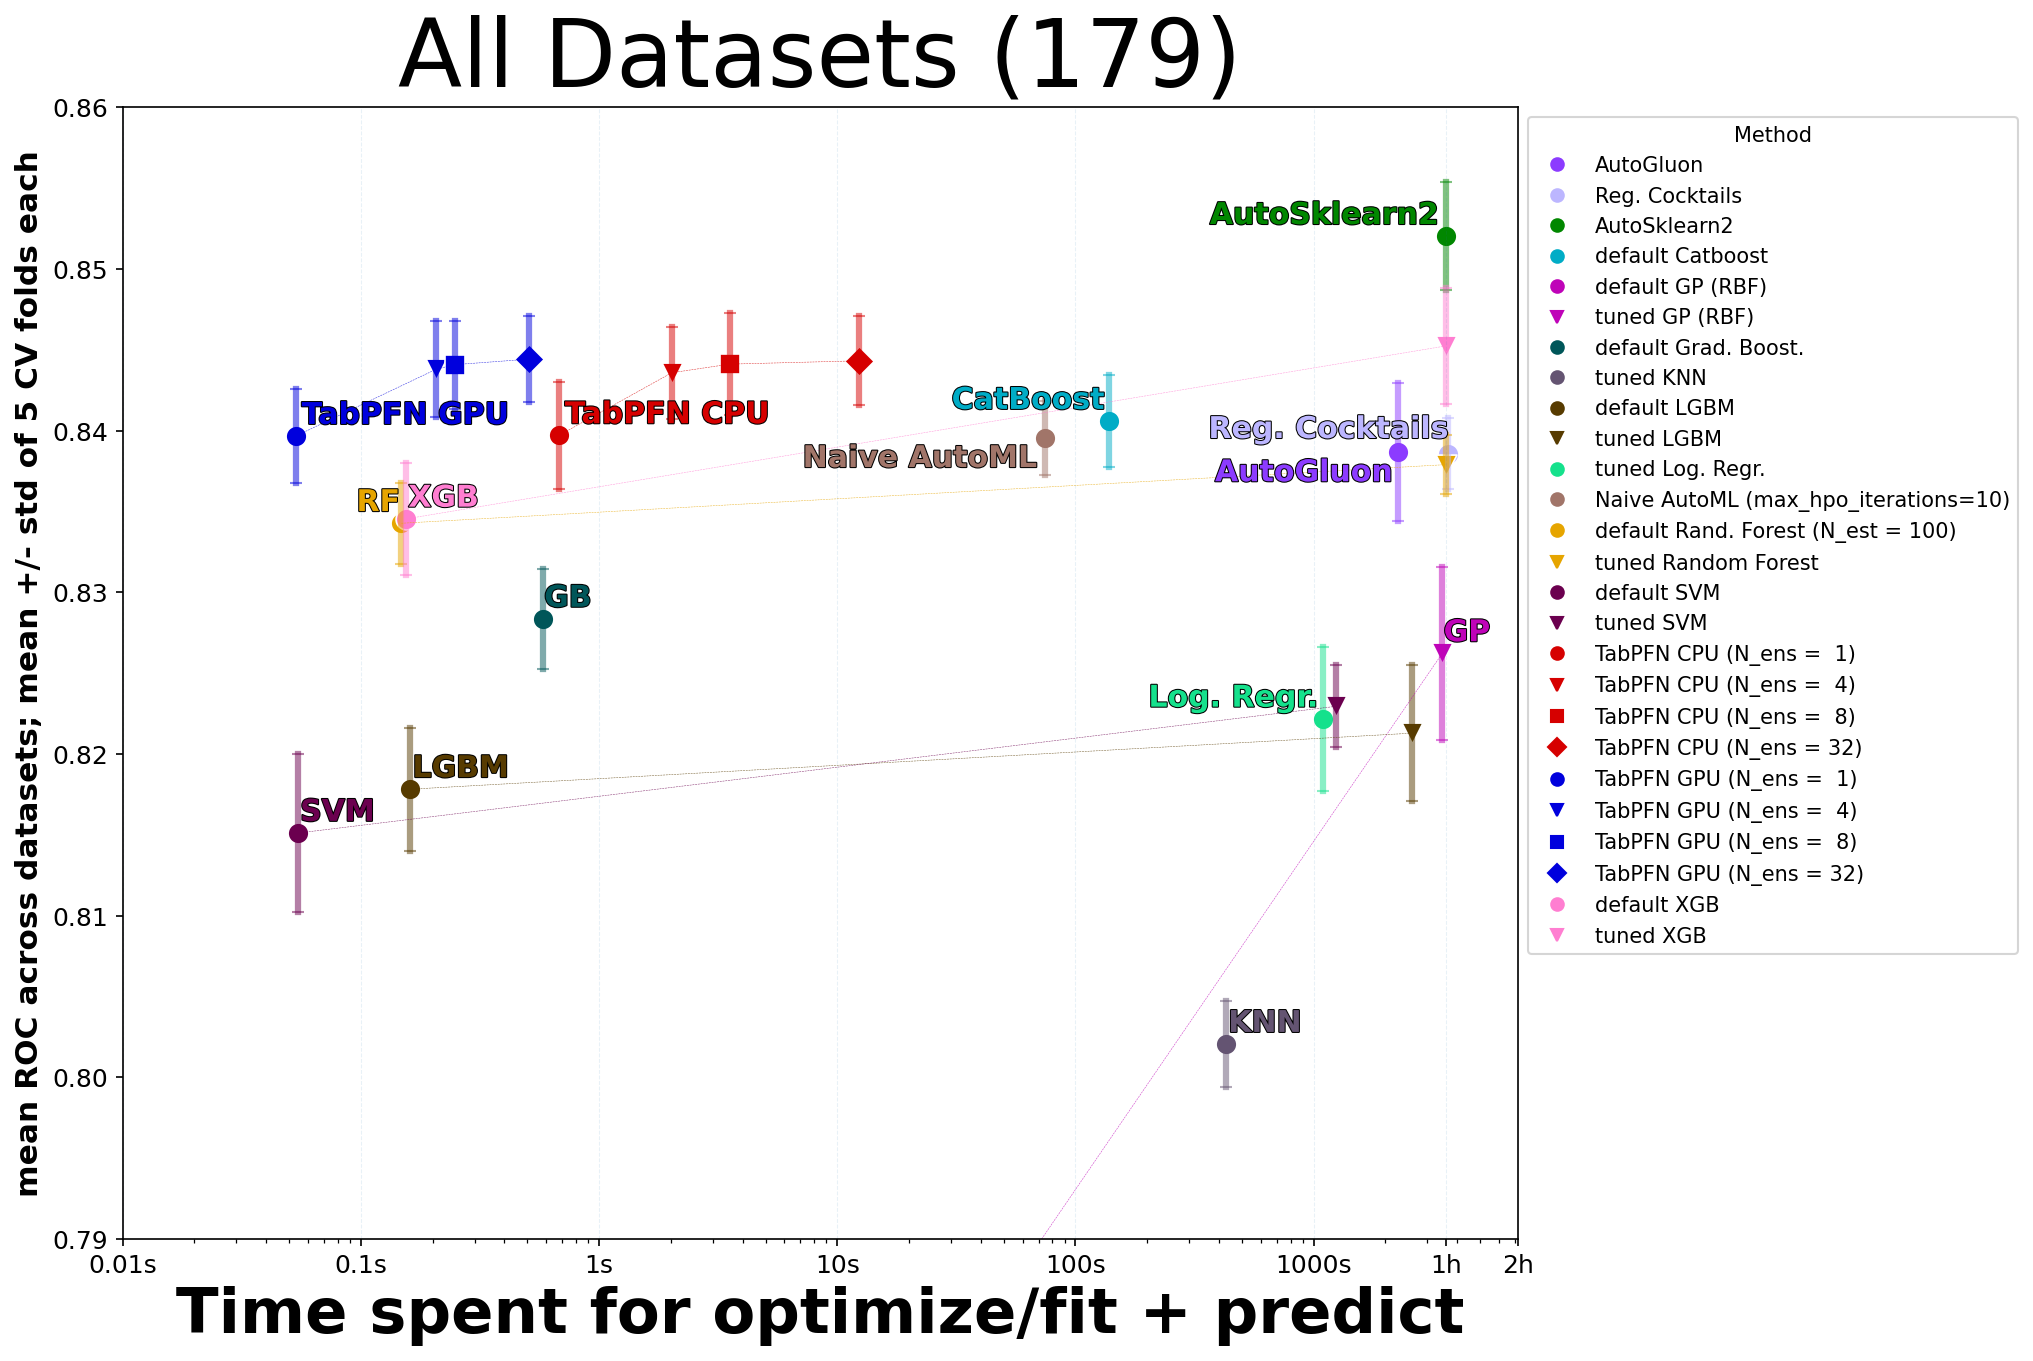 All Datasets (179)
mean ROC across datasets; mean +/- std of 5 CV folds each
0.86
0.85
0.84
0.83
0.82
0.81
0.80
0.79
AutoSklearn2
CatBoost
TabPFN GPU
TabPFN CPU
Reg. Cocktails
Naive AutoML
AutoGluon
RF
XGB
GB
GP
Log. Regr.
LGBM
SVM
KNN
0.01s
0.1s
1s
10s
100s
1000s
1h
2h
Time spent for optimize/fit + predict
Method
AutoGluon
Reg. Cocktails
AutoSklearn2
default Catboost
default GP (RBF)
tuned GP (RBF)
default Grad. Boost.
tuned KNN
default LGBM
tuned LGBM
tuned Log. Regr.
Naive AutoML (max_hpo_iterations=10)
default Rand. Forest (N_est = 100)
tuned Random Forest
default SVM
tuned SVM
TabPFN CPU (N_ens =  1)
TabPFN CPU (N_ens =  4)
TabPFN CPU (N_ens =  8)
TabPFN CPU (N_ens = 32)
TabPFN GPU (N_ens =  1)
TabPFN GPU (N_ens =  4)
TabPFN GPU (N_ens =  8)
TabPFN GPU (N_ens = 32)
default XGB
tuned XGB